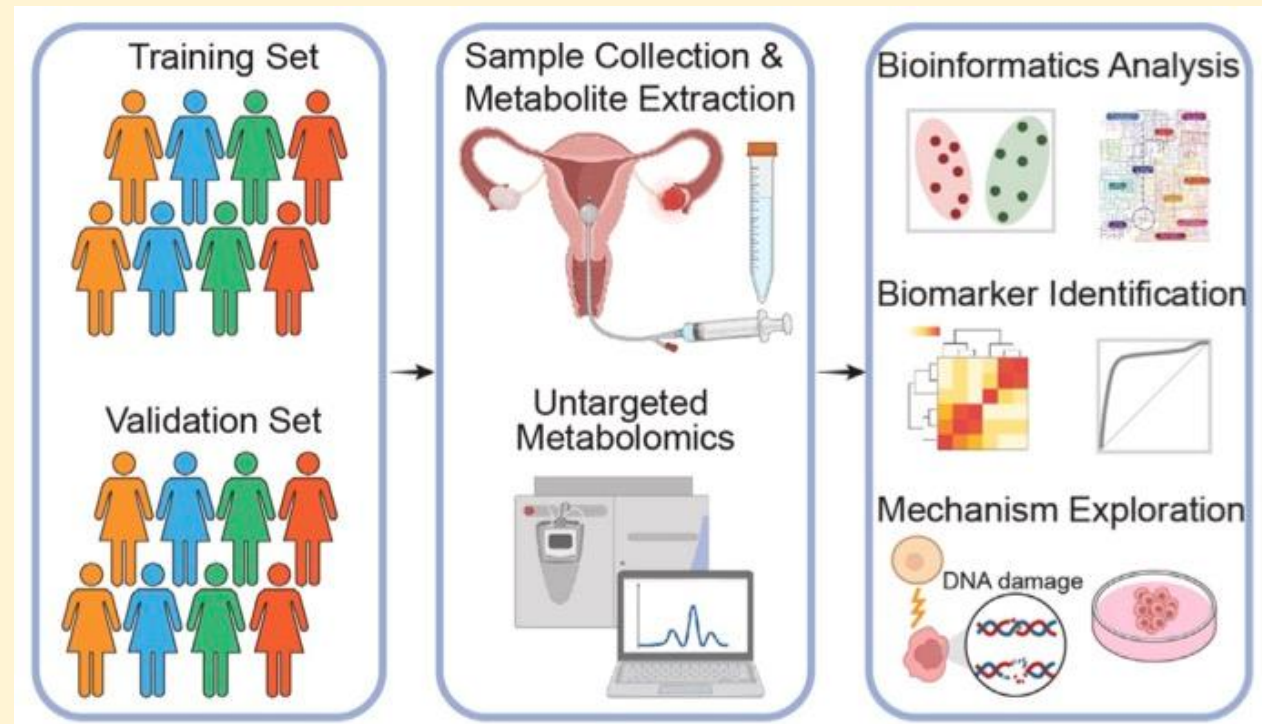 Training Set
Validation Set
Sample Collection &
Metabolite Extraction
Untargeted
Metabolomics
Bioinformatics Analysis
Biomarker Identification
Mechanism Exploration
DNA damage